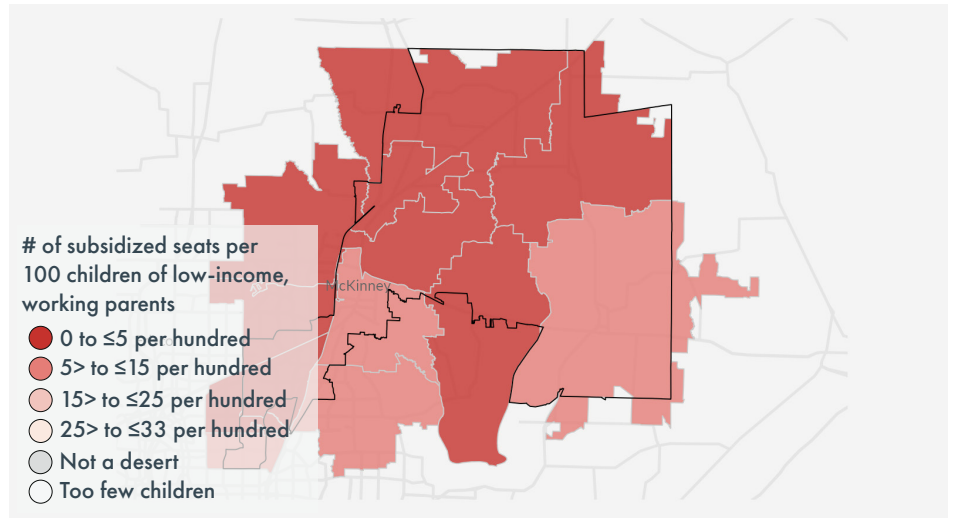 # of subsidized seats per
100 children of low-income,
working parents
McKinney
0 to ≤5 per hundred
5> to ≤15 per hundred
15> to ≤25 per hundred
25> to ≤33 per hundred
Not a desert
Too few children